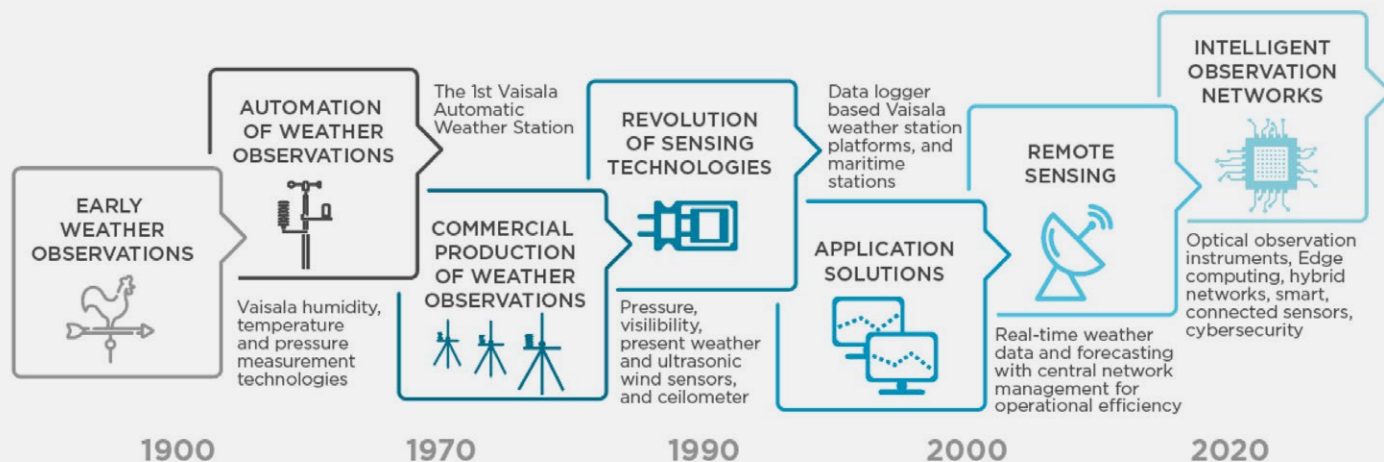 EARLY
WEATHER
OBSERVATIONS
AUTOMATION
OF WEATHER
OBSERVATIONS
Vaisala humidity,
temperature
and pressure
measurement
technologies
The 1st Vaisala
Automatic
Weather Station
COMMERCIAL
PRODUCTION
OF WEATHER
OBSERVATIONS
REVOLUTION
OF SENSING
TECHNOLOGIES
Pressure,
visilibility,
present weather
and ultrasonic
wind sensors,
and ceilometer
Data logger
based Vaisala
weather station
platforms, and
maritime
stations
APPLICATION
SOLUTIONS
REMOTE
SENSING
Real-time weather
data and forecasting
with central network
management for
operational efficiency
INTELLIGENT
OBSERVATION
NETWORKS
Optical observation
instruments, Edge
computing, hybrid
networks, smart,
connected sensors,
cybersecurity
1900
1970
1990
2000
2020